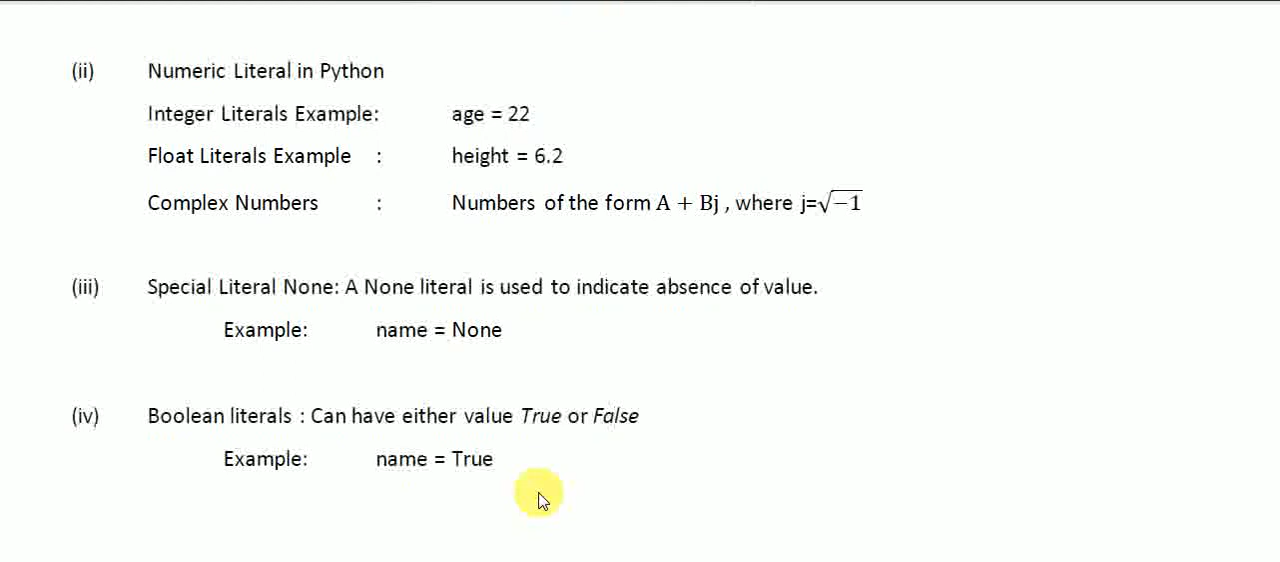 (ii) Numeric Literal in Python
Integer Literals Example: age = 22
Float Literals Example : height = 6.2
Complex Numbers : Numbers of the form A + Bj , where j=√−1
(iii) Special Literal None: A None literal is used to indicate absence of value.
Example: name = None
(iv) Boolean literals : Can have either value True or False
Example: name = True